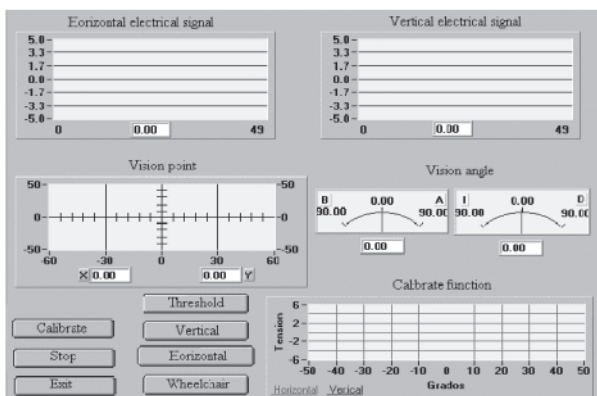 Eorizontal electrical signal
5.0
3.3
1.7
0.0
-1.7
-3.3
-5.0
0 0.00 49
Vertical electrical signal
5.0
3.3
1.7
0.0
-1.7
-3.3
-5.0
0 0.00 49
Vision point
50 50
0 0
-50 -50
-60 -30 0 30 60
X 0.00 0.00 Y
Vision angle
B 0.00 A
90.00 90.00
0.00
I 0.00 D
90.00 90.00
0.00
Threshold
Calibrate Vertical
Stop Eorizontal
Exit Wheelchair
Calbrate function
Tension
6
2
-2
-6
-50 -40 -30 -20 -10 0 10 20 30 40 50
Horizontal Verical Grados